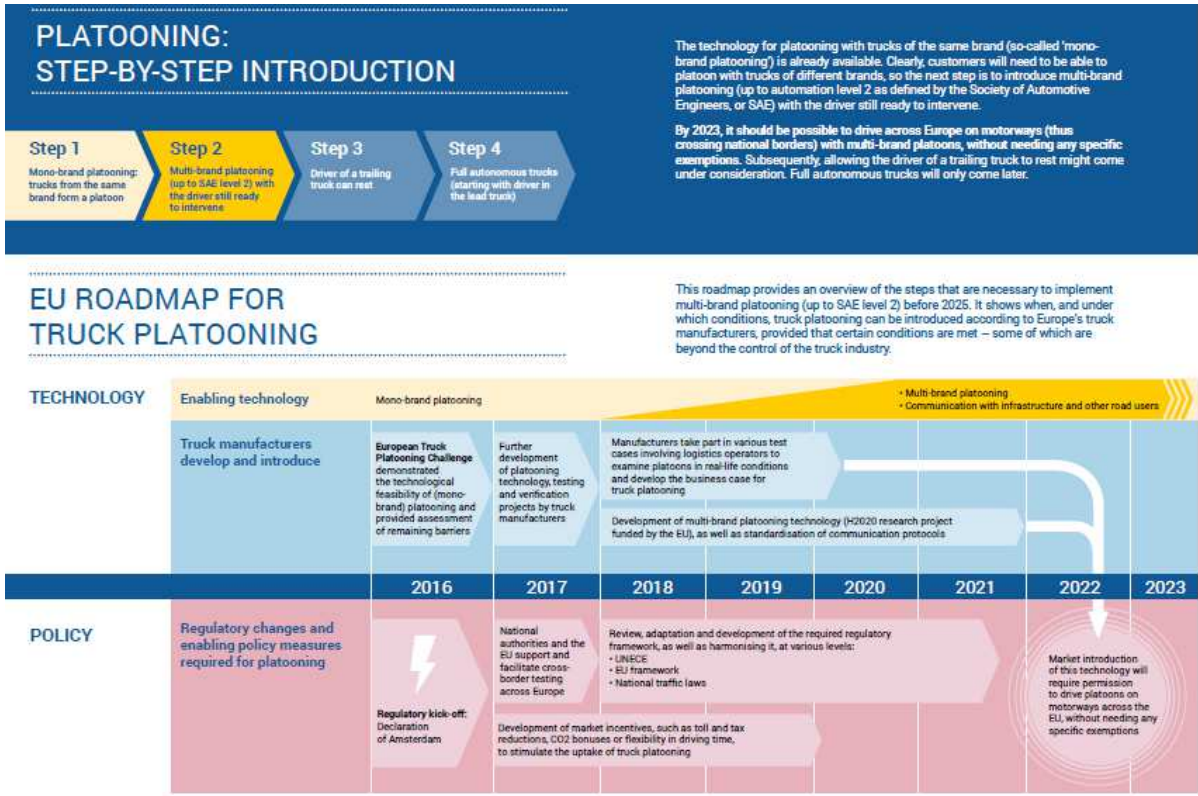 PLATOONING:
STEP-BY-STEP INTRODUCTION
The technology for platooning with trucks of the same brand (so-called 'mono-
brand platooning') is already available. Clearly, customers will need to be able to
platoon with trucks of different brands, so the next step is to introduce multi-brand
platooning (up to automation level 2 as defined by the Society of Automotive
Engineers, or SAE) with the driver still ready to intervene.
By 2023, it should be possible to drive across Europe on motorways (thus
crossing national borders) with multi-brand platoons, without needing any specific
exemptions. Subsequently, allowing the driver of a trailing truck to rest might come
under consideration. Full autonomous trucks will only come later.
Step 1
Mono-brand platooning:
trucks from the same
brand form a platoon
Step 2
Multi-brand platooning
(up to SAE level 2) with
the driver still ready
to intervene
Step 3
Driver of a trailing
truck can rest
Step 4
Full autonomous trucks
(starting with driver in
the lead truck)
EU ROADMAP FOR
TRUCK PLATOONING
This roadmap provides an overview of the steps that are necessary to implement
multi-brand platooning (up to SAE level 2) before 2025. It shows when, and under
which conditions, truck platooning can be introduced according to Europe's truck
manufacturers, provided that certain conditions are met – some of which are
beyond the control of the truck industry.
TECHNOLOGY
Enabling technology
Mono-brand platooning
• Multi-brand platooning
• Communication with infrastructure and other road users
Truck manufacturers
develop and introduce
European Truck
Platooning Challenge
demonstrated
the technological
feasibility of (mono-
brand) platooning and
provided assessment
of remaining barriers
Further
development
of platooning
technology, testing
and verification
projects by truck
manufacturers
Manufacturers take part in various test
cases involving logistics operators to
examine platoons in real-life conditions
and develop the business case for
truck platooning
Development of multi-brand platooning technology (H2020 research project
funded by the EU), as well as standardisation of communication protocols
2016 2017 2018 2019 2020 2021 2022 2023
POLICY
Regulatory changes and
enabling policy measures
required for platooning
Regulatory kick-off:
Declaration
of Amsterdam
National
authorities and the
EU support and
facilitate cross-
border testing
across Europe
Review, adaptation and development of the required regulatory
framework, as well as harmonising it, at various levels:
• UNECE
• EU framework
• National traffic laws
Development of market incentives, such as toll and tax
reductions, CO2 bonuses or flexibility in driving time,
to stimulate the uptake of truck platooning
Market introduction
of this technology will
require permission
to drive platoons on
motorways across the
EU, without needing any
specific exemptions